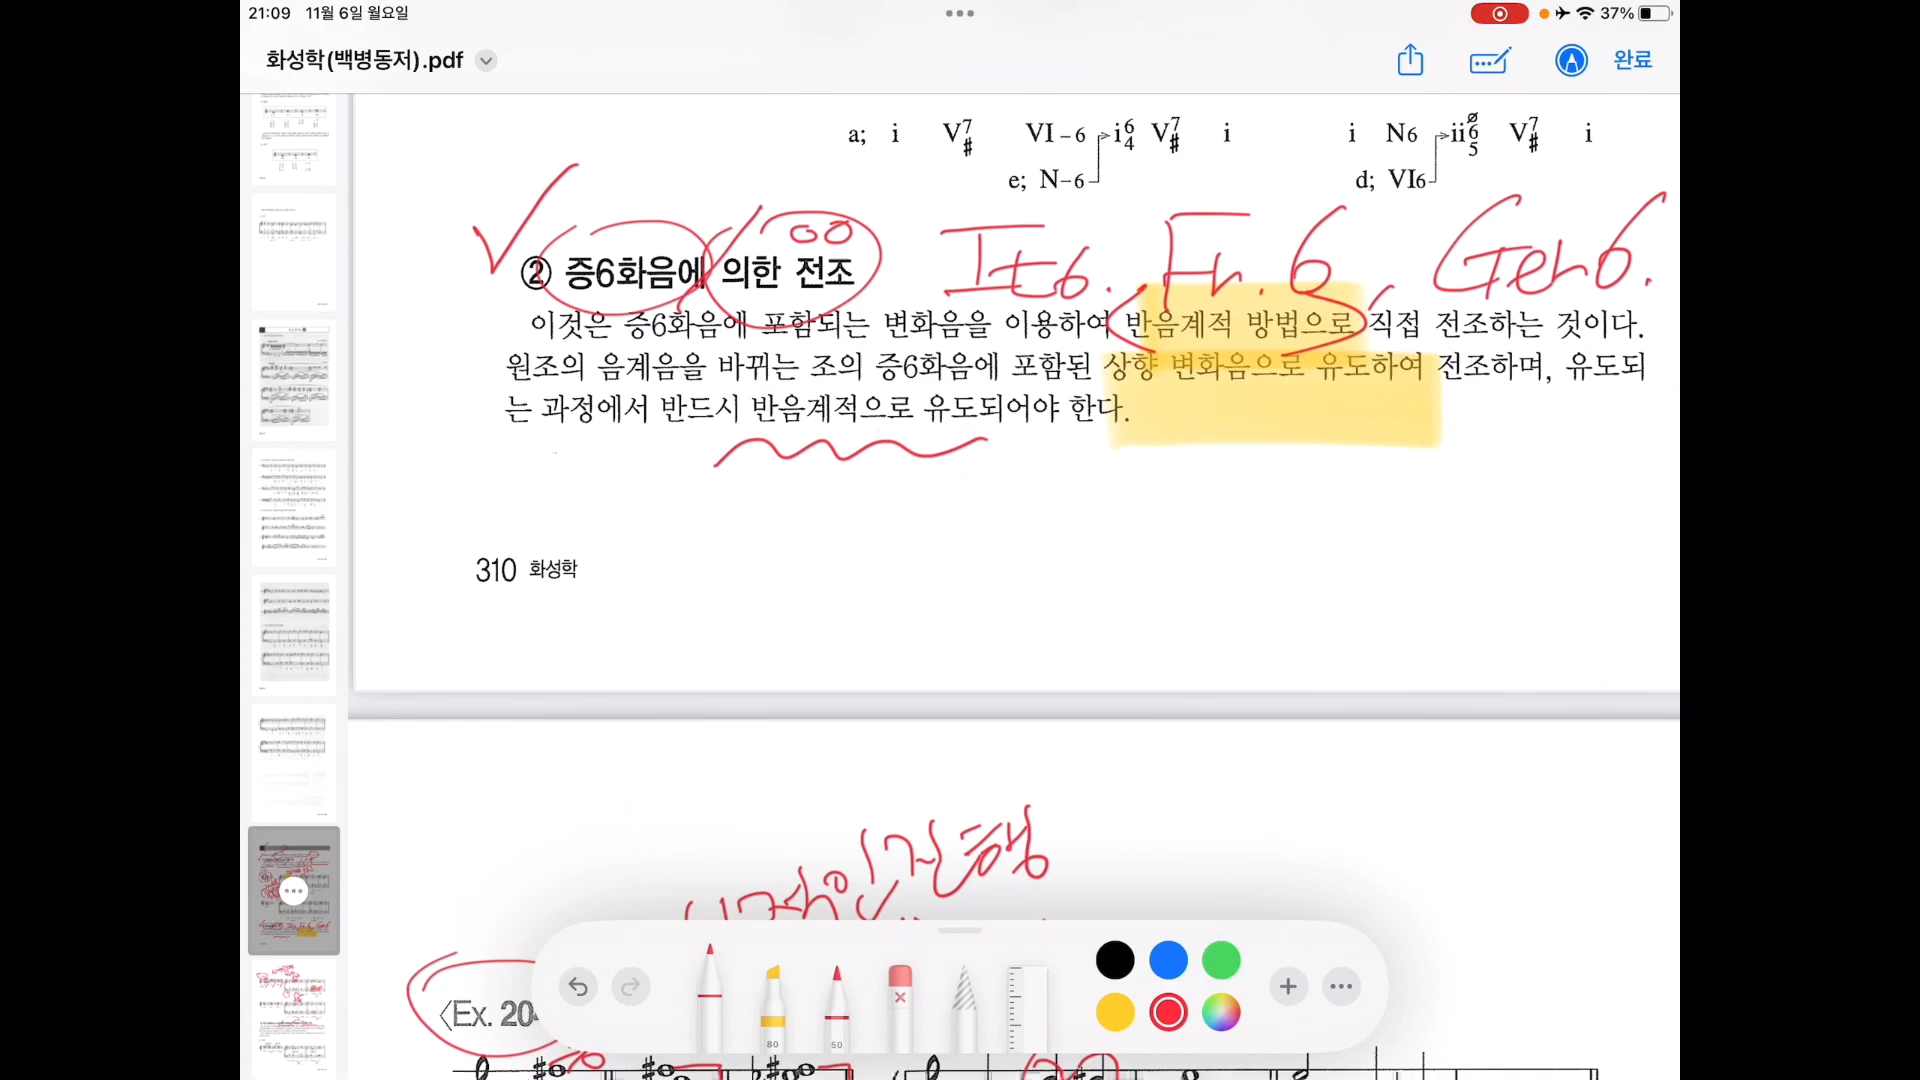 21:09 11월 6일 월요일
37%
화성학(백병동저).pdf
완료
a; i V7♯ VI – 6 i64 V7♯ i
i N6 iiø65 V7♯ i
e; N–6
d; VI6
It6. Fr.6, Ger6.
② 증6화음에 의한 전조
이것은 증6화음에 포함되는 변화음을 이용하여 반음계적 방법으로 직접 전조하는 것이다.
원조의 음계음을 바뀌는 조의 증6화음에 포함된 상향 변화음으로 유도하여 전조하며, 유도되
는 과정에서 반드시 반음계적으로 유도되어야 한다.
310 화성학
진행
〈Ex. 20
80
50